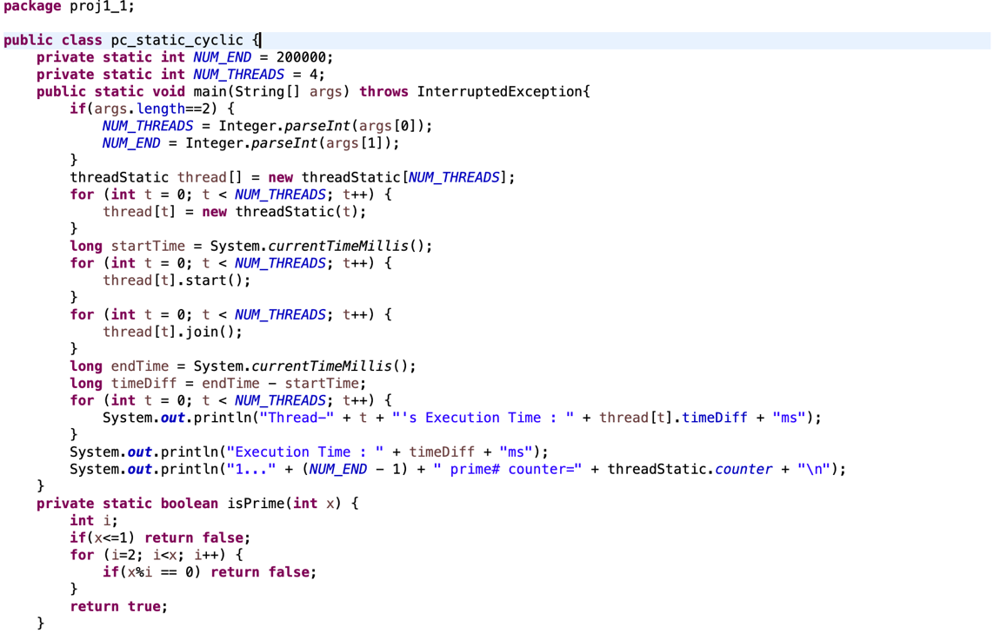 package proj1_1;
public class pc_static_cyclic {
    private static int NUM_END = 200000;
    private static int NUM_THREADS = 4;
    public static void main(String[] args) throws InterruptedException{
        if(args.length==2) {
            NUM_THREADS = Integer.parseInt(args[0]);
            NUM_END = Integer.parseInt(args[1]);
        }
        threadStatic thread[] = new threadStatic[NUM_THREADS];
        for (int t = 0; t < NUM_THREADS; t++) {
            thread[t] = new threadStatic(t);
        }
        long startTime = System.currentTimeMillis();
        for (int t = 0; t < NUM_THREADS; t++) {
            thread[t].start();
        }
        for (int t = 0; t < NUM_THREADS; t++) {
            thread[t].join();
        }
        long endTime = System.currentTimeMillis();
        long timeDiff = endTime - startTime;
        for (int t = 0; t < NUM_THREADS; t++) {
            System.out.println("Thread-" + t + "'s Execution Time : " + thread[t].timeDiff + "ms");
        }
        System.out.println("Execution Time : " + timeDiff + "ms");
        System.out.println("1..." + (NUM_END - 1) + " prime# counter=" + threadStatic.counter + "\n");
    }
    private static boolean isPrime(int x) {
        int i;
        if(x<=1) return false;
        for (i=2; i<x; i++) {
            if(x%i == 0) return false;
        }
        return true;
    }